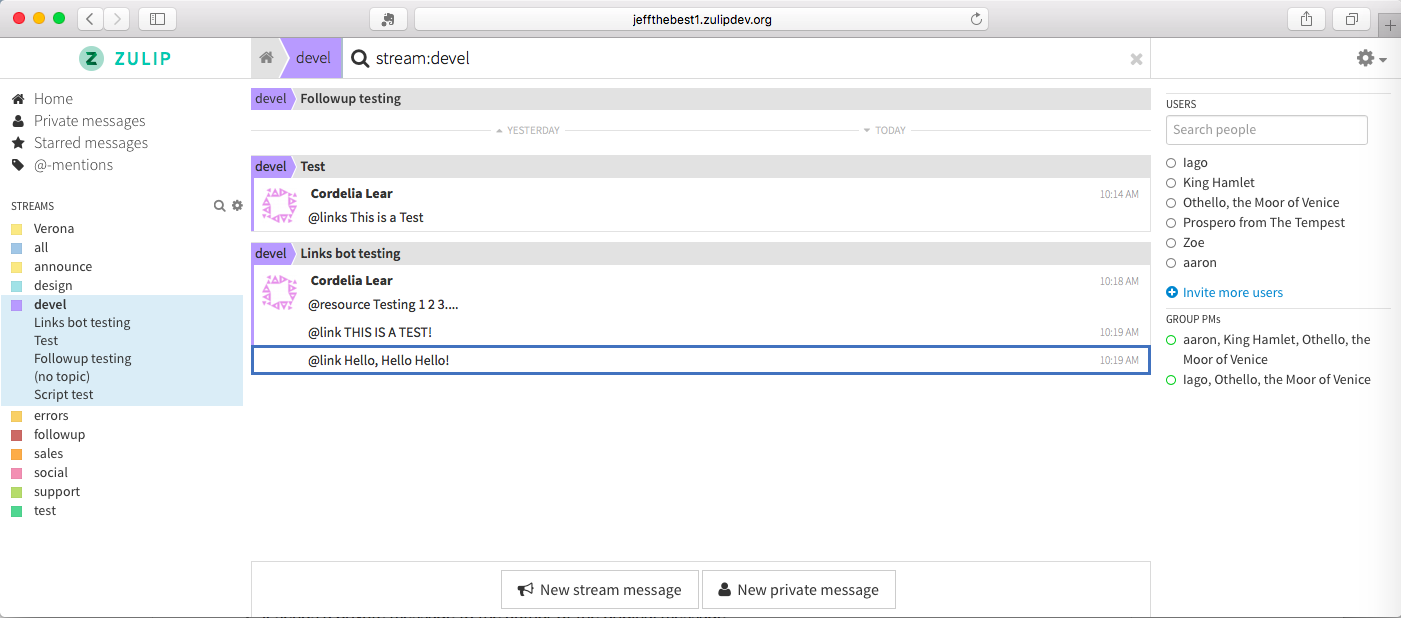 jeffthebest1.zulipdev.org
Z ZULIP
devel stream:devel
Home
Private messages
Starred messages
@-mentions
STREAMS
Verona
all
announce
design
devel
Links bot testing
Test
Followup testing
(no topic)
Script test
errors
followup
sales
social
support
test
devel Followup testing
YESTERDAY TODAY
devel Test
Cordelia Lear 10:14 AM
@links This is a Test
devel Links bot testing
Cordelia Lear 10:18 AM
@resource Testing 1 2 3....
@link THIS IS A TEST! 10:19 AM
@link Hello, Hello Hello! 10:19 AM
New stream message New private message
USERS
Search people
Iago
King Hamlet
Othello, the Moor of Venice
Prospero from The Tempest
Zoe
aaron
Invite more users
GROUP PMs
aaron, King Hamlet, Othello, the
Moor of Venice
Iago, Othello, the Moor of Venice